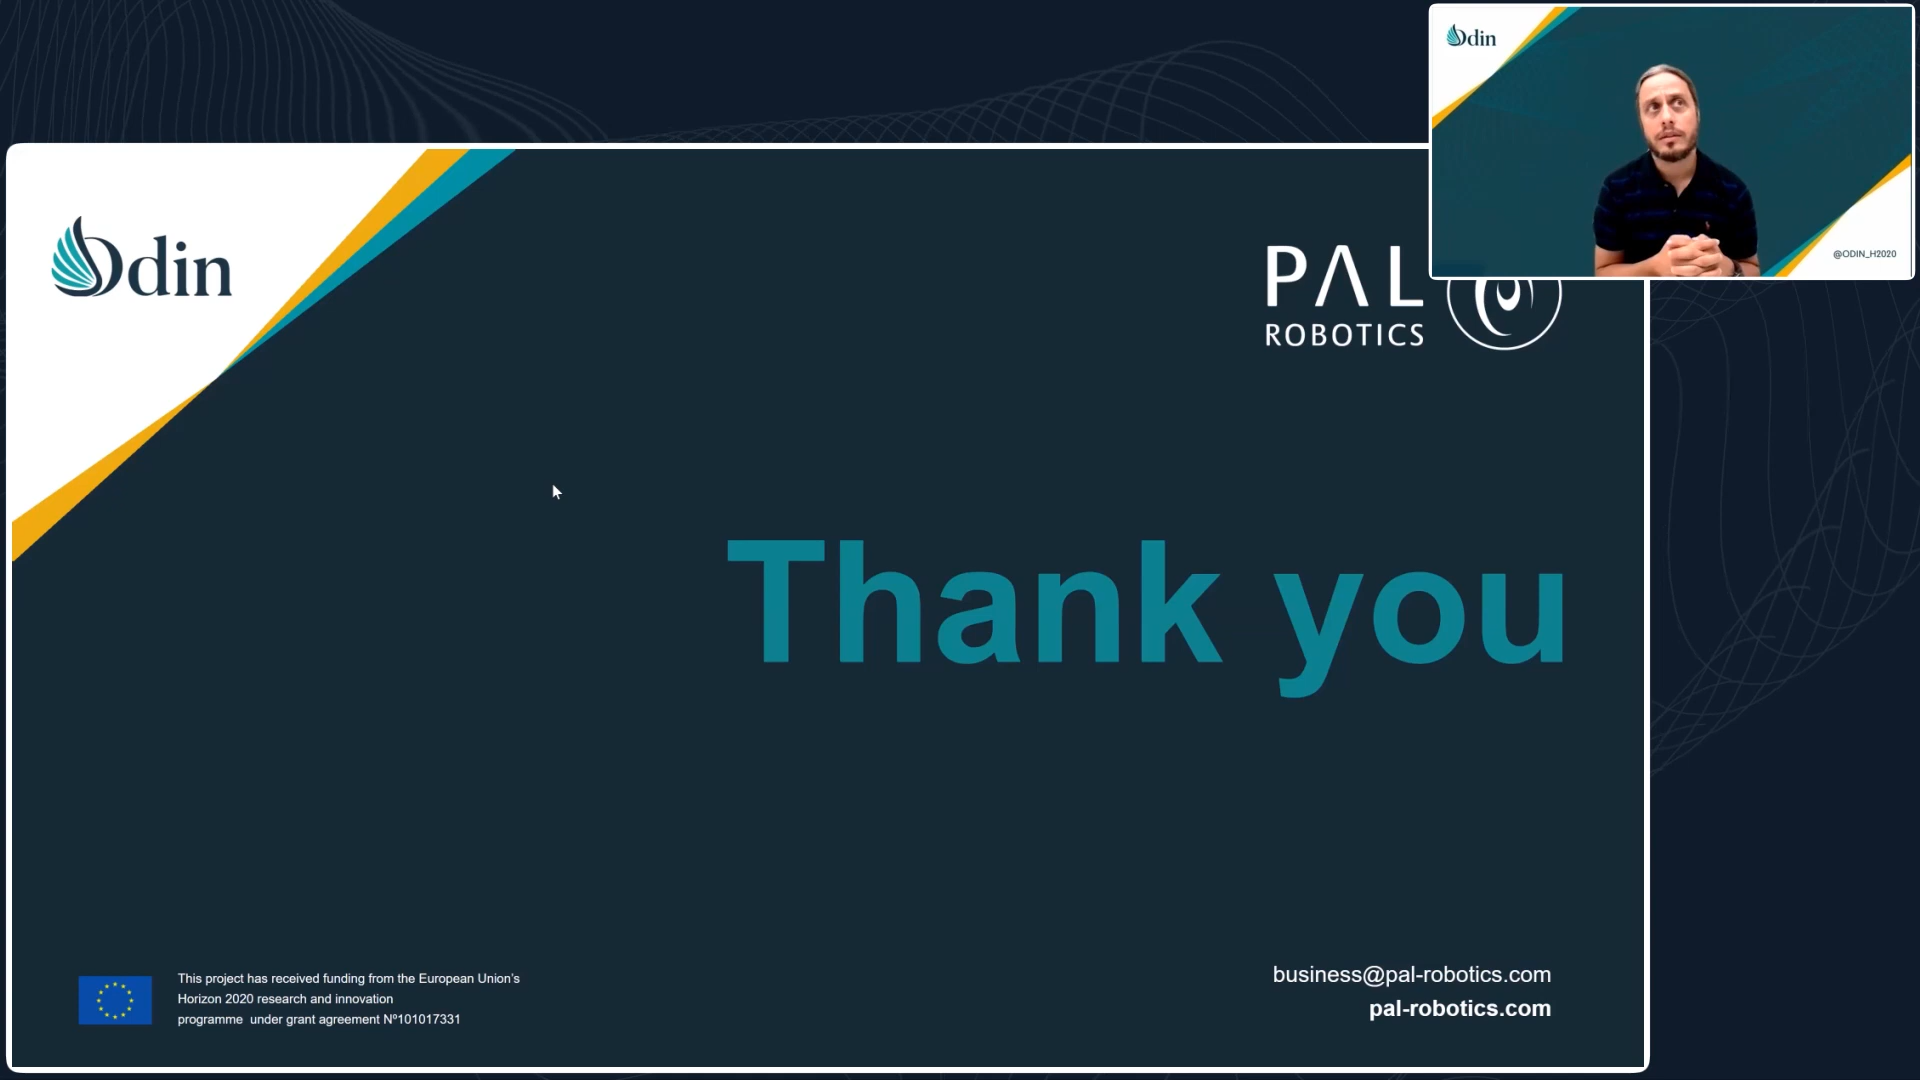 Odin
PAL
ROBOTICS
Odin
@ODIN_H2020
Thank you
This project has received funding from the European Union’s
Horizon 2020 research and innovation
programme  under grant agreement Nº101017331
business@pal-robotics.com
pal-robotics.com